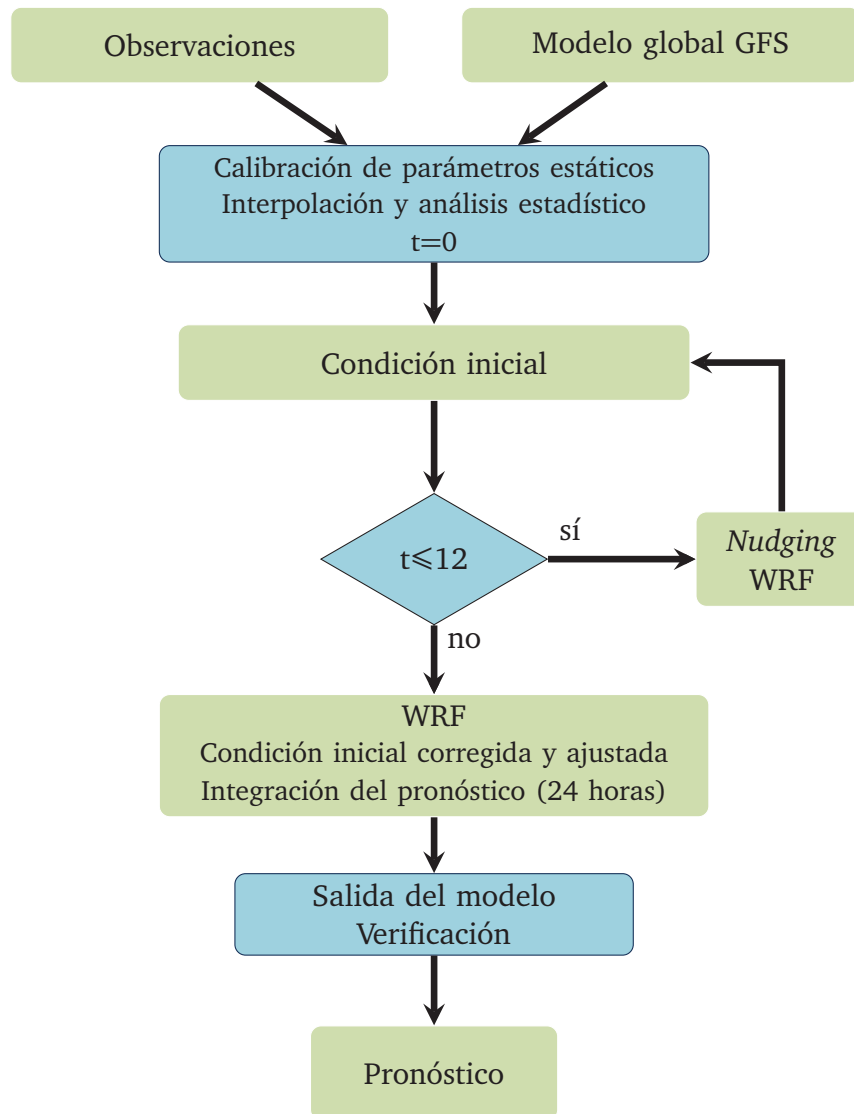 Observaciones
Modelo global GFS
Calibración de parámetros estáticos
Interpolación y análisis estadístico
t=0
Condición inicial
t⩽12
sí
Nudging
WRF
no
WRF
Condición inicial corregida y ajustada
Integración del pronóstico (24 horas)
Salida del modelo
Verificación
Pronóstico